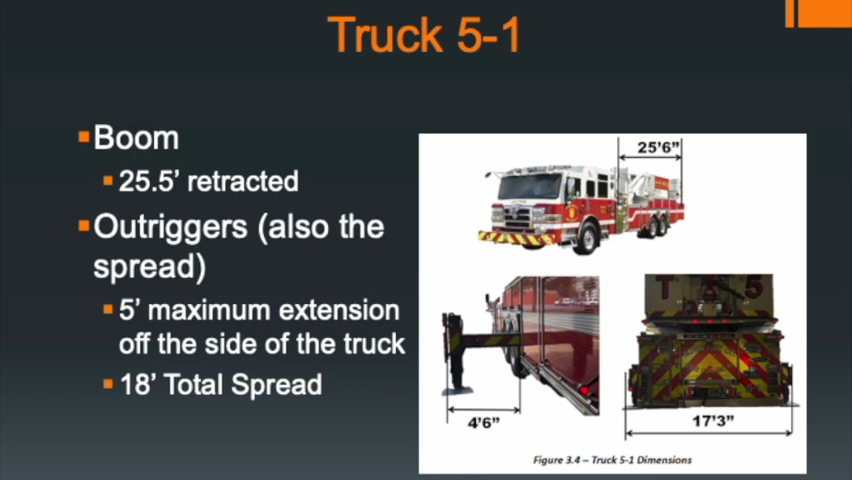 Truck 5-1
Boom
25.5’ retracted
Outriggers (also the
spread)
5’ maximum extension
off the side of the truck
18’ Total Spread
25’6”
T 5
4’6”
17’3”
Figure 3.4 – Truck 5-1 Dimensions